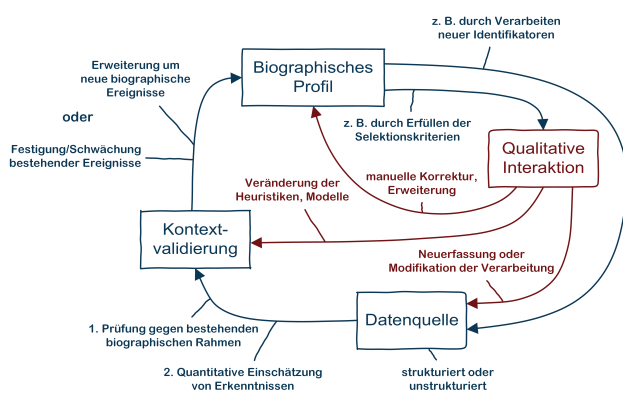 z. B. durch Verarbeiten
neuer Identifikatoren
Erweiterung um
neue biographische
Ereignisse
oder
Festigung/Schwächung
bestehender Ereignisse
Biographisches
Profil
z. B. durch Erfüllen der
Selektionskriterien
Qualitative
Interaktion
manuelle Korrektur,
Erweiterung
Veränderung der
Heuristiken, Modelle
Kontext-
validierung
Neuerfassung oder
Modifikation der Verarbeitung
Datenquelle
1. Prüfung gegen bestehenden
biographischen Rahmen
2. Quantitative Einschätzung
von Erkenntnissen
strukturiert oder
unstrukturiert